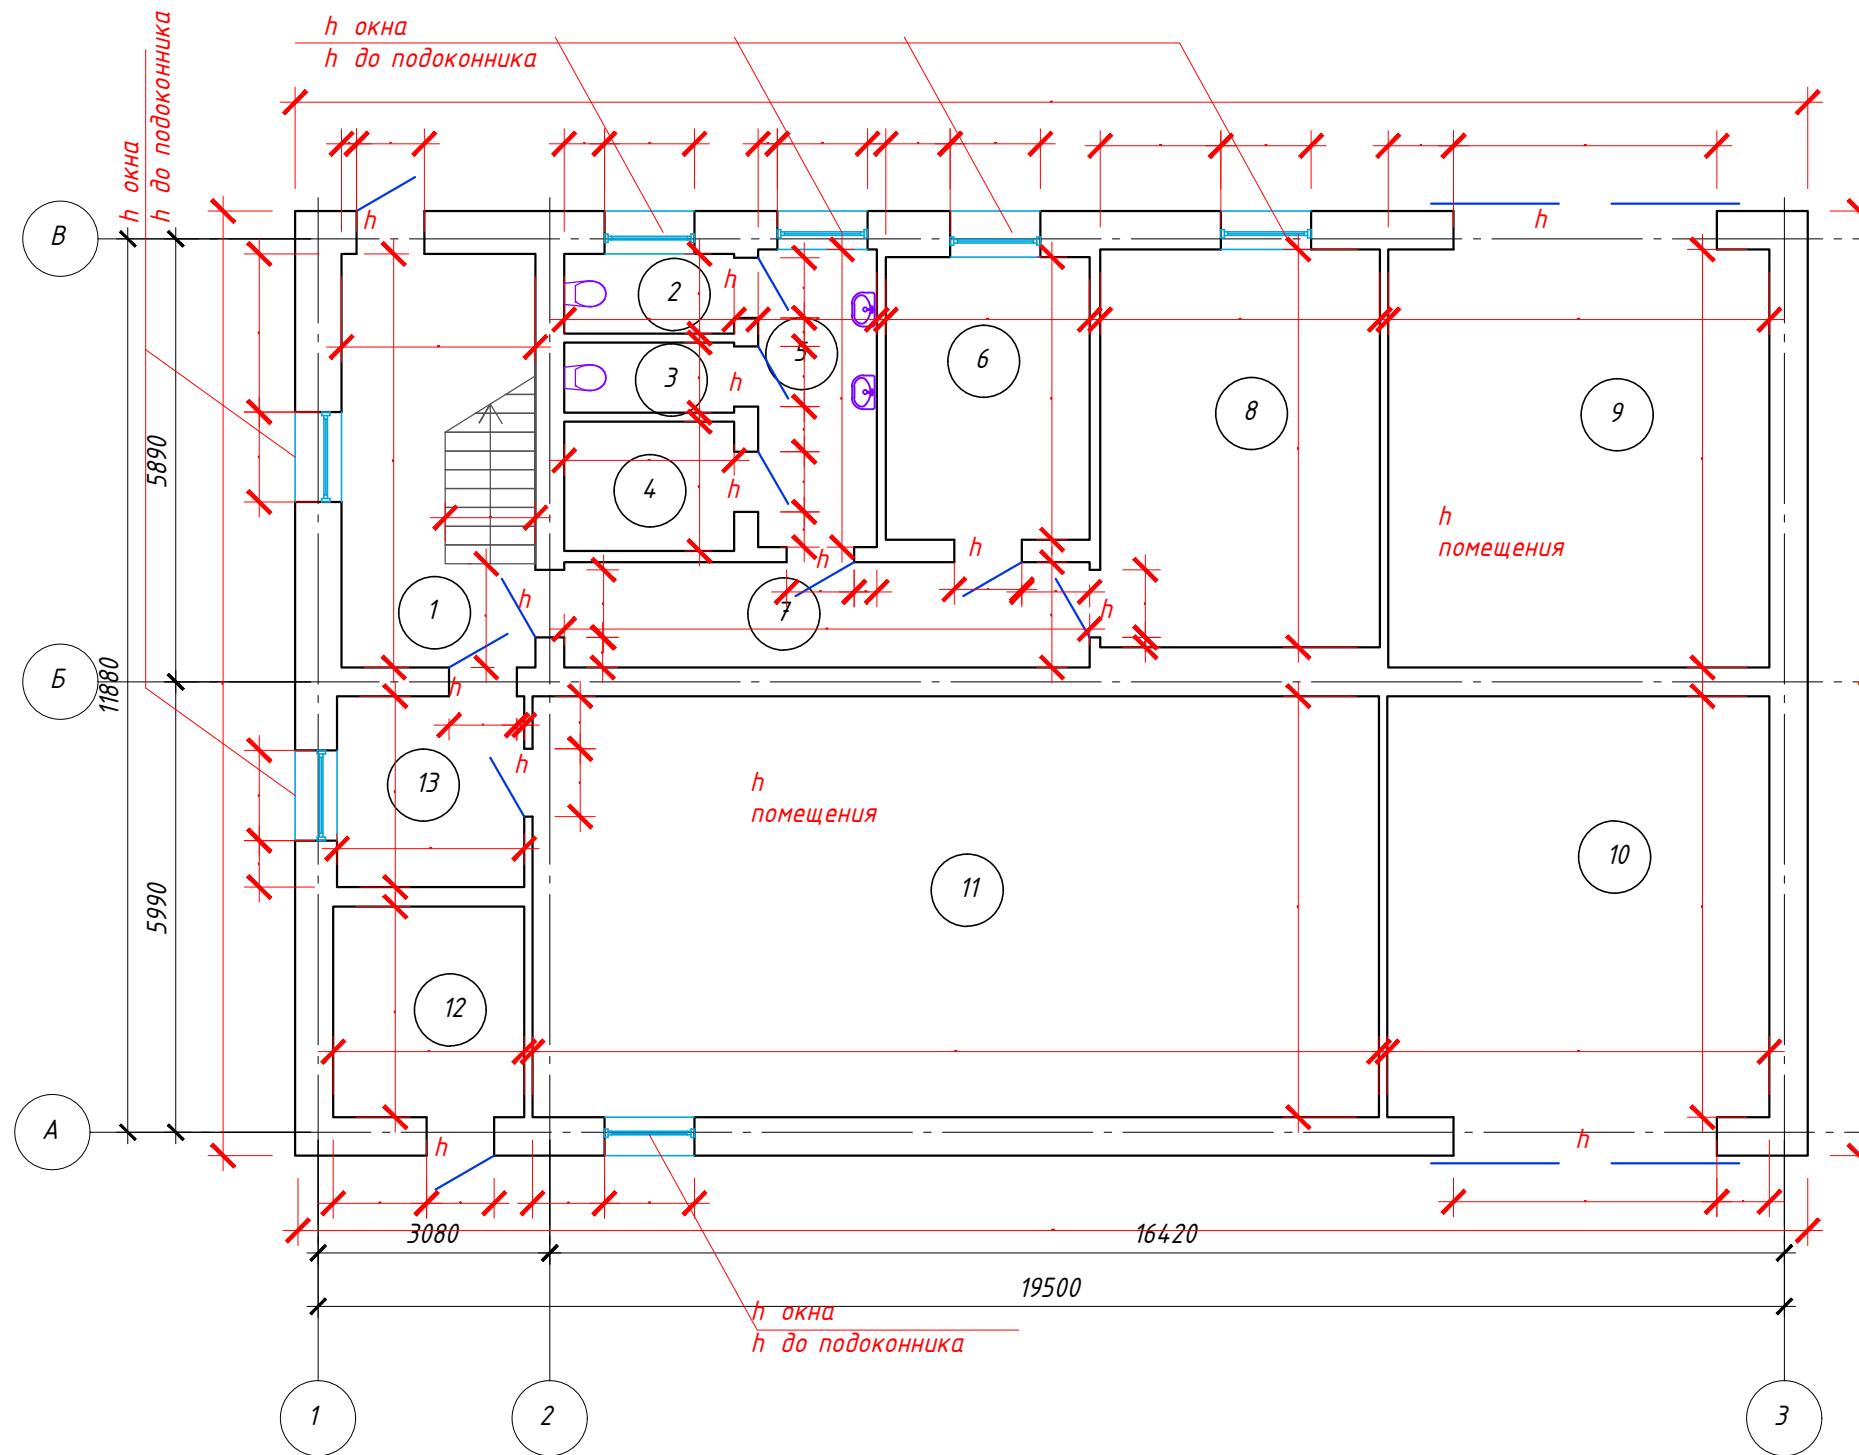 h окна
h до подоконника
h окна
h до подоконника
h
h
В
h
2
5
3
h
6
8
9
5890
4
h
h
помещения
h
h
h
1
7
h
Б
11880
h
h
13
h
помещения
10
11
5990
12
А
h
h
3080
16420
19500
h окна
h до подоконника
1
2
3